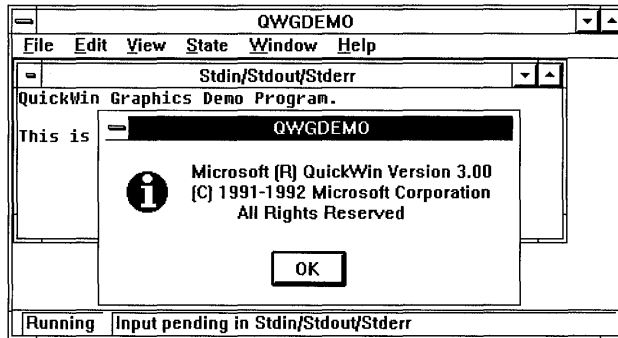 QWGDEMO
File Edit View State Window Help
Stdin/Stdout/Stderr
QuickWin Graphics Demo Program.
This is
QWGDEMO
Microsoft (R) QuickWin Version 3.00
(C) 1991-1992 Microsoft Corporation
All Rights Reserved
OK
Running Input pending in Stdin/Stdout/Stderr